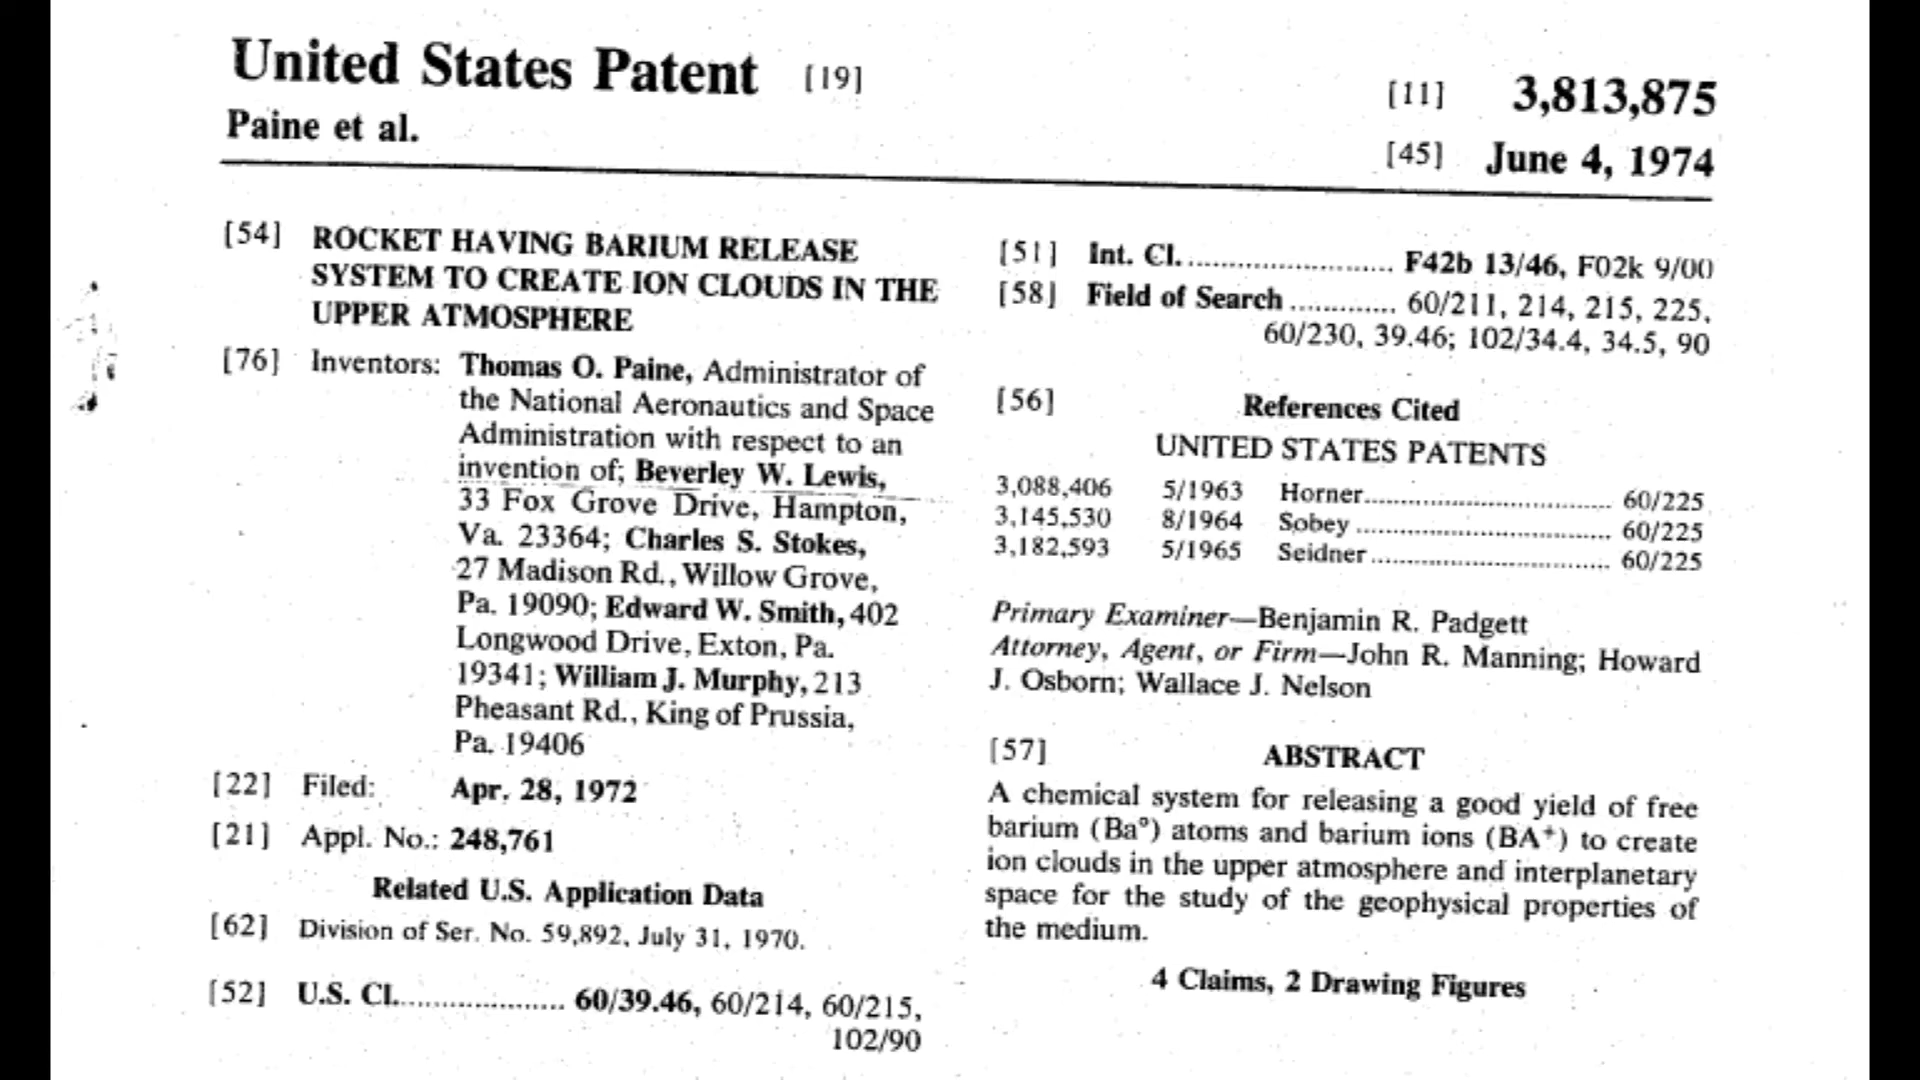 United States Patent [19]
Paine et al.
[11] 3,813,875
[45] June 4, 1974
[54] ROCKET HAVING BARIUM RELEASE
SYSTEM TO CREATE ION CLOUDS IN THE
UPPER ATMOSPHERE
[76] Inventors: Thomas O. Paine, Administrator of
the National Aeronautics and Space
Administration with respect to an
invention of; Beverley W. Lewis,
33 Fox Grove Drive, Hampton,
Va. 23364; Charles S. Stokes,
27 Madison Rd., Willow Grove,
Pa. 19090; Edward W. Smith, 402
Longwood Drive, Exton, Pa.
19341; William J. Murphy, 213
Pheasant Rd., King of Prussia,
Pa. 19406
[22] Filed: Apr. 28, 1972
[21] Appl. No.: 248,761
Related U.S. Application Data
[62] Division of Ser. No. 59,892, July 31, 1970.
[52] U.S. Cl. .................... 60/39.46, 60/214, 60/215,
102/90
[51] Int. Cl. .......................... F42b 13/46, F02k 9/00
[58] Field of Search ............. 60/211, 214, 215, 225,
60/230, 39.46; 102/34.4, 34.5, 90
[56] References Cited
UNITED STATES PATENTS
3,088,406 5/1963 Horner ............................... 60/225
3,145,530 8/1964 Sobey ................................ 60/225
3,182,593 5/1965 Seidner .............................. 60/225
Primary Examiner—Benjamin R. Padgett
Attorney, Agent, or Firm—John R. Manning; Howard
J. Osborn; Wallace J. Nelson
[57] ABSTRACT
A chemical system for releasing a good yield of free
barium (Ba°) atoms and barium ions (BA⁺) to create
ion clouds in the upper atmosphere and interplanetary
space for the study of the geophysical properties of
the medium.
4 Claims, 2 Drawing Figures